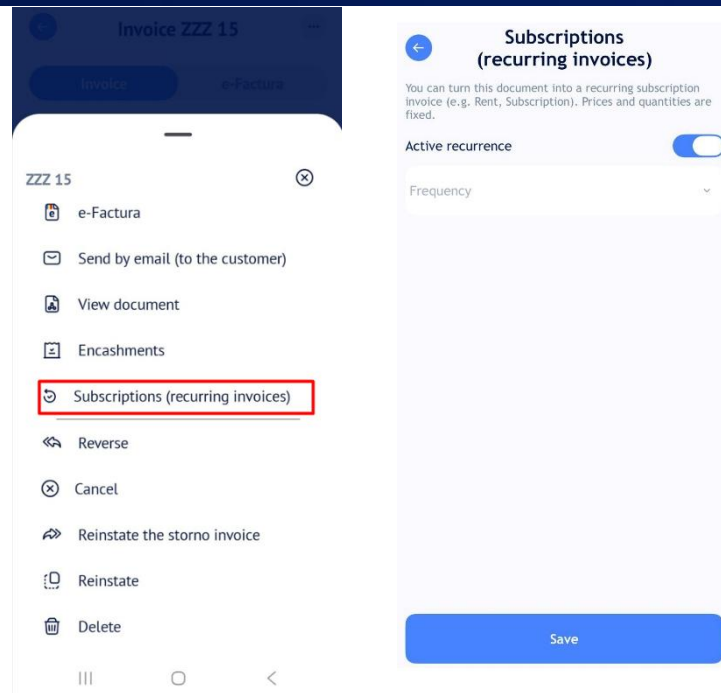 Invoice ZZZ 15
Invoice
e-Factura
ZZZ 15
e-Factura
Send by email (to the customer)
View document
Encashments
Subscriptions (recurring invoices)
Reverse
Cancel
Reinstate the storno invoice
Reinstate
Delete
Subscriptions
(recurring invoices)
You can turn this document into a recurring subscription
invoice (e.g. Rent, Subscription). Prices and quantities are
fixed.
Active recurrence
Frequency
Save